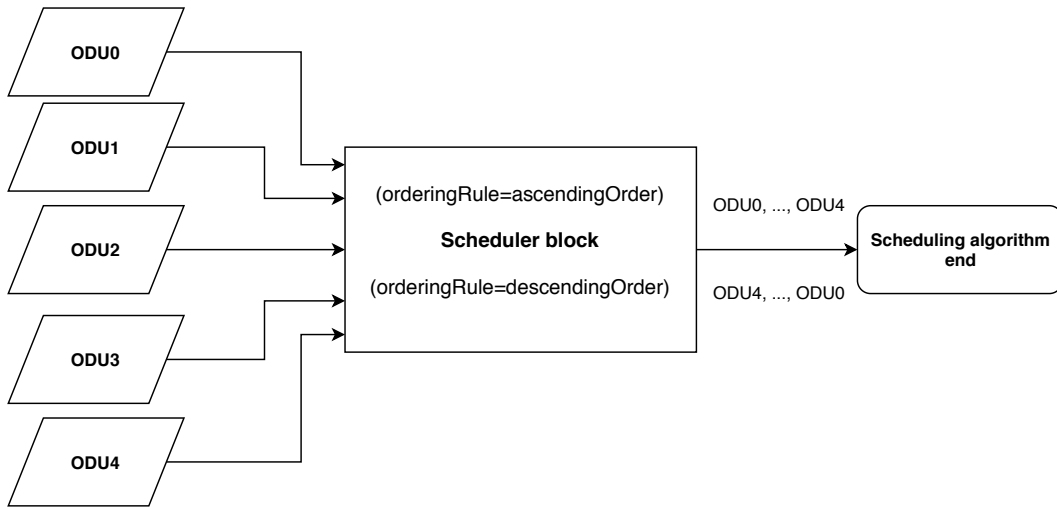 ODU0
ODU1
ODU2
ODU3
ODU4
(orderingRule=ascendingOrder)
Scheduler block
(orderingRule=descendingOrder)
ODU0, ..., ODU4
ODU4, ..., ODU0
Scheduling algorithm
end